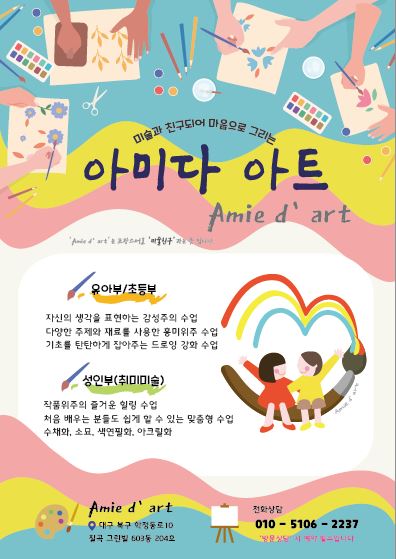 미술과 친구되어 마음으로 그리는
아미다 아트
Amie d` art
'Amie d` art'는 프랑스어로 '미술친구'라는 뜻 입니다
유아부/초등부
자신의 생각을 표현하는 감성주의 수업
다양한 주제와 재료를 사용한 흥미위주 수업
기초를 탄탄하게 잡아주는 드로잉 강화 수업
성인부(취미미술)
작품위주의 즐거운 힐링 수업
처음 배우는 분들도 쉽게 할 수 있는 맞춤형 수업
수채화, 소묘, 색연필화, 아크릴화
Amie d` art
Amie d` art
대구 북구 학정동로10
칠곡 그린빌 603동 204호
전화상담
010 - 5106 - 2237
'방문상담' 시 예약 필수입니다